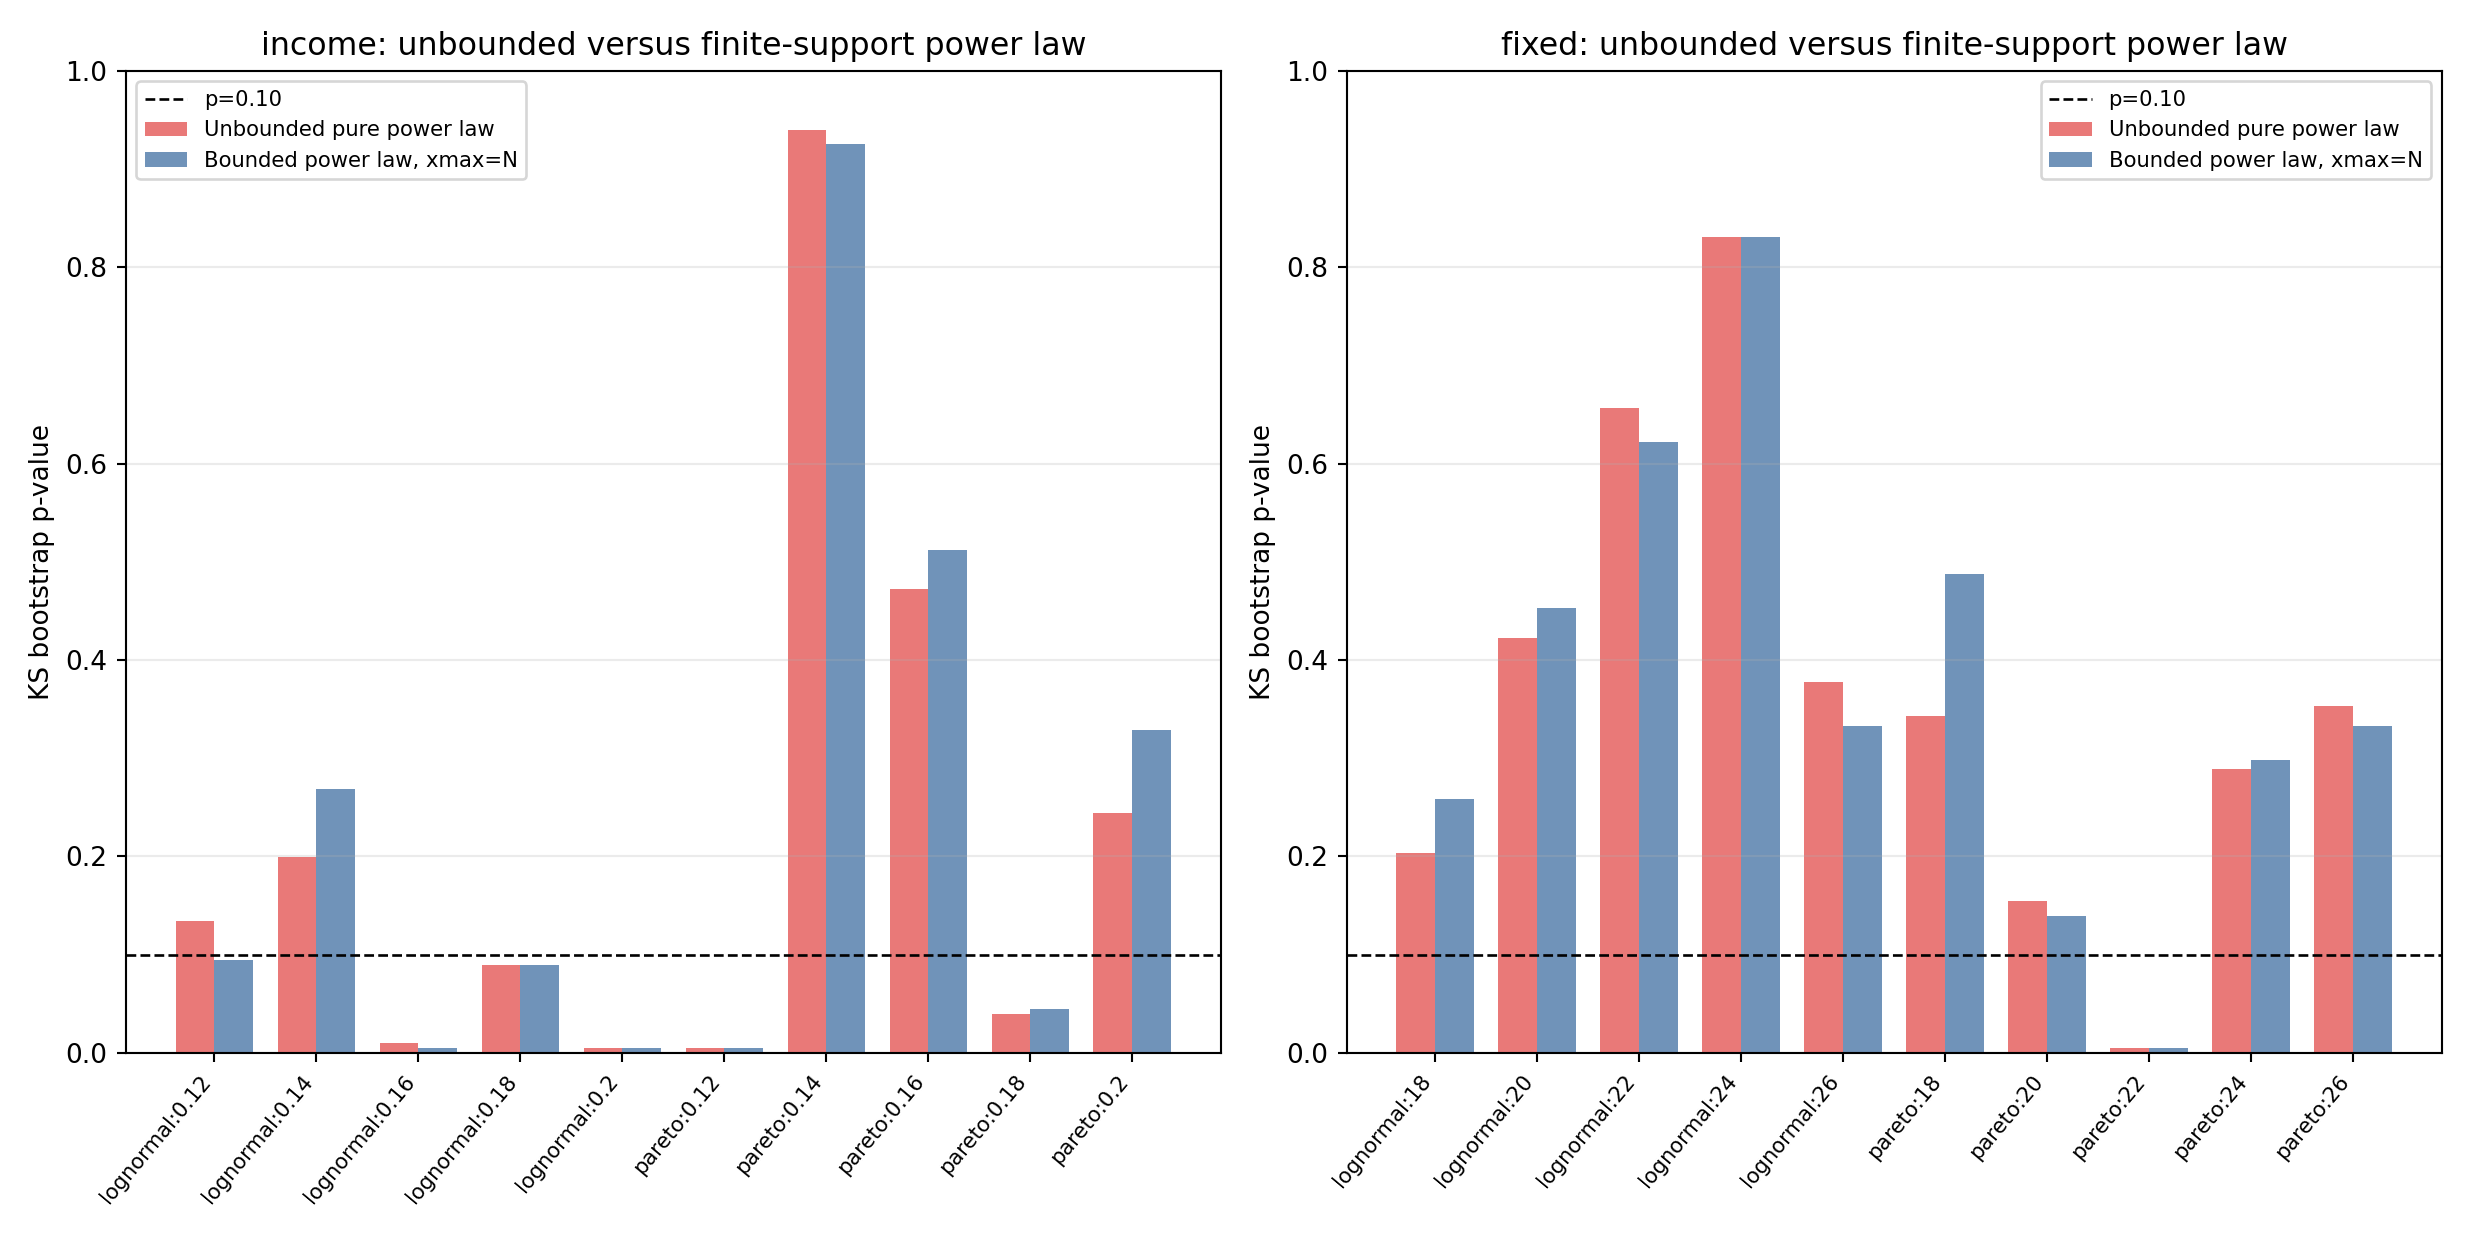 income: unbounded versus finite-support power law
1.0
0.8
0.6
0.4
0.2
0.0
KS bootstrap p-value
p=0.10
Unbounded pure power law
Bounded power law, xmax=N
lognormal:0.12
lognormal:0.14
lognormal:0.16
lognormal:0.18
lognormal:0.2
pareto:0.12
pareto:0.14
pareto:0.16
pareto:0.18
pareto:0.2
fixed: unbounded versus finite-support power law
1.0
0.8
0.6
0.4
0.2
0.0
KS bootstrap p-value
p=0.10
Unbounded pure power law
Bounded power law, xmax=N
lognormal:18
lognormal:20
lognormal:22
lognormal:24
lognormal:26
pareto:18
pareto:20
pareto:22
pareto:24
pareto:26